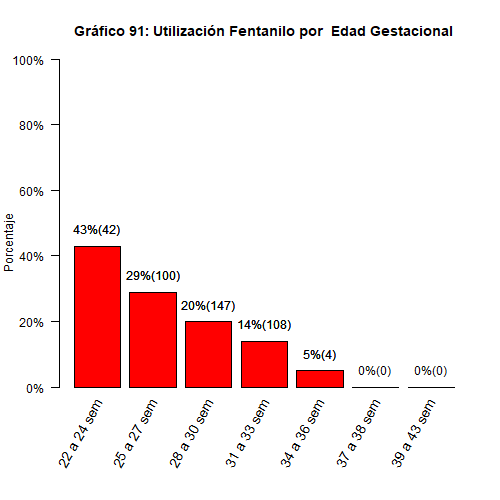 Gráfico 91: Utilización Fentanilo por  Edad Gestacional
Porcentaje
100%
80%
60%
40%
20%
0%
43%(42)
29%(100)
20%(147)
14%(108)
5%(4)
0%(0)
0%(0)
22 a 24 sem
25 a 27 sem
28 a 30 sem
31 a 33 sem
34 a 36 sem
37 a 38 sem
39 a 43 sem